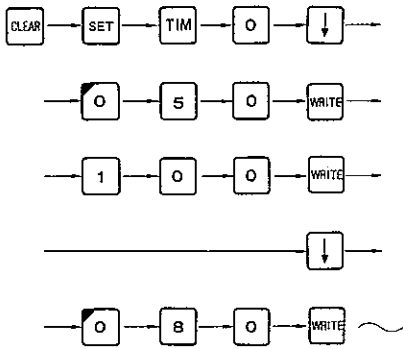 CLEAR SET TIM 0 ↓
0 5 0 WRITE
1 0 0 WRITE
↓
0 8 0 WRITE